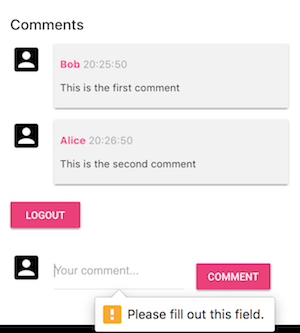 Comments
Bob 20:25:50
This is the first comment
Alice 20:26:50
This is the second comment
LOGOUT
Your comment...
COMMENT
! Please fill out this field.